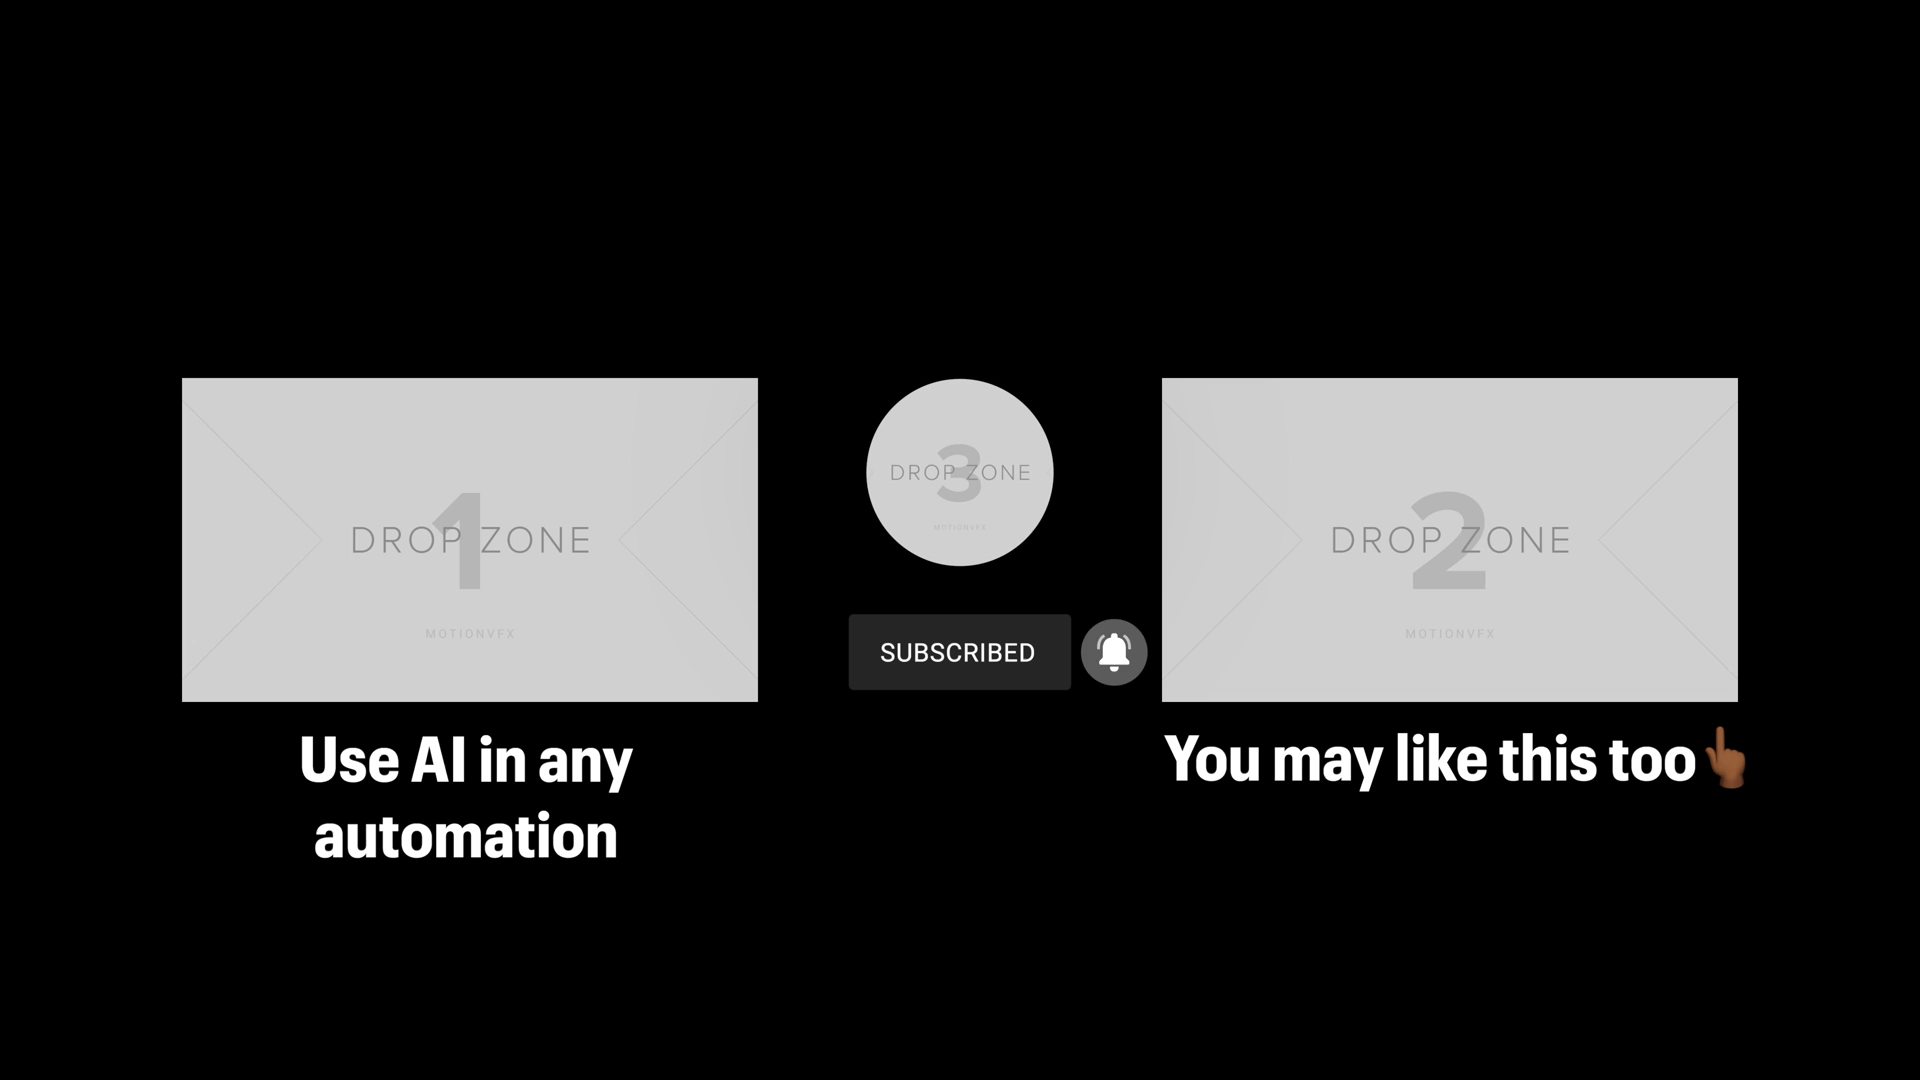 1
DROP ZONE
MOTIONVFX
Use AI in any
automation
3
DROP ZONE
MOTIONVFX
SUBSCRIBED
2
DROP ZONE
MOTIONVFX
You may like this too👆🏾